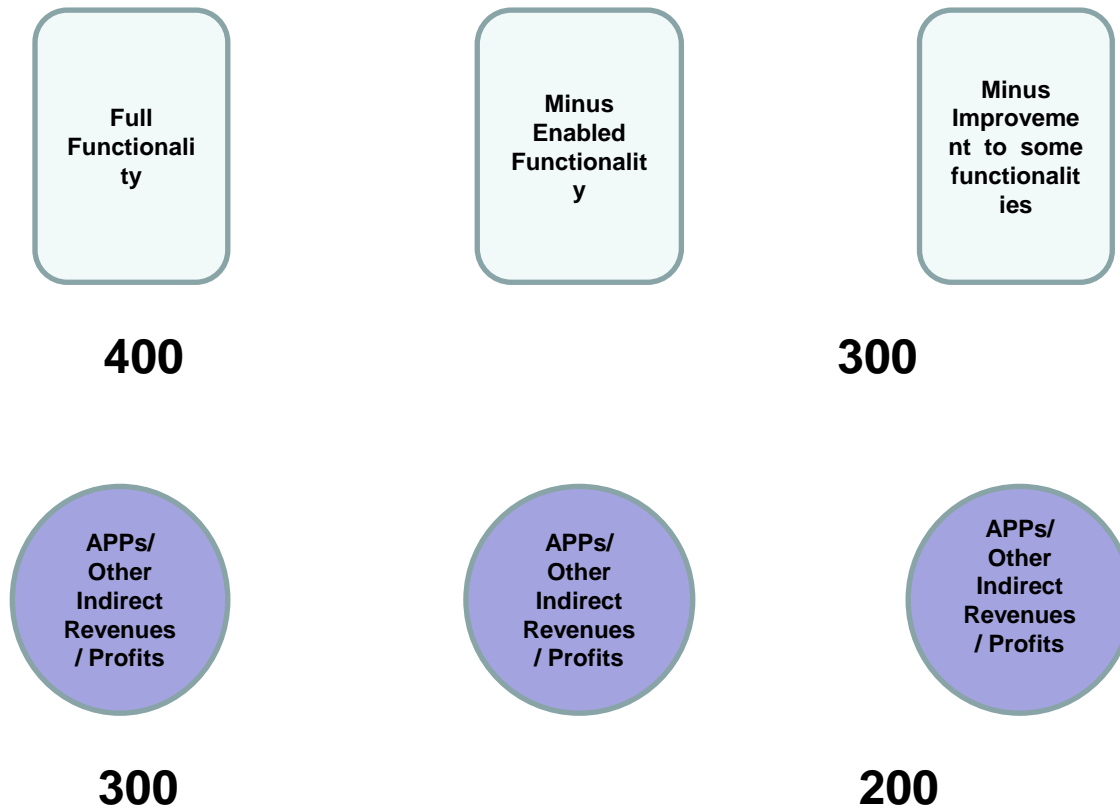 Full
Functionali
ty
Minus
Enabled
Functionalit
y
Minus
Improveme
nt to some
functionalit
ies
400
300
APPs/
Other
Indirect
Revenues
/ Profits
APPs/
Other
Indirect
Revenues
/ Profits
APPs/
Other
Indirect
Revenues
/ Profits
300
200